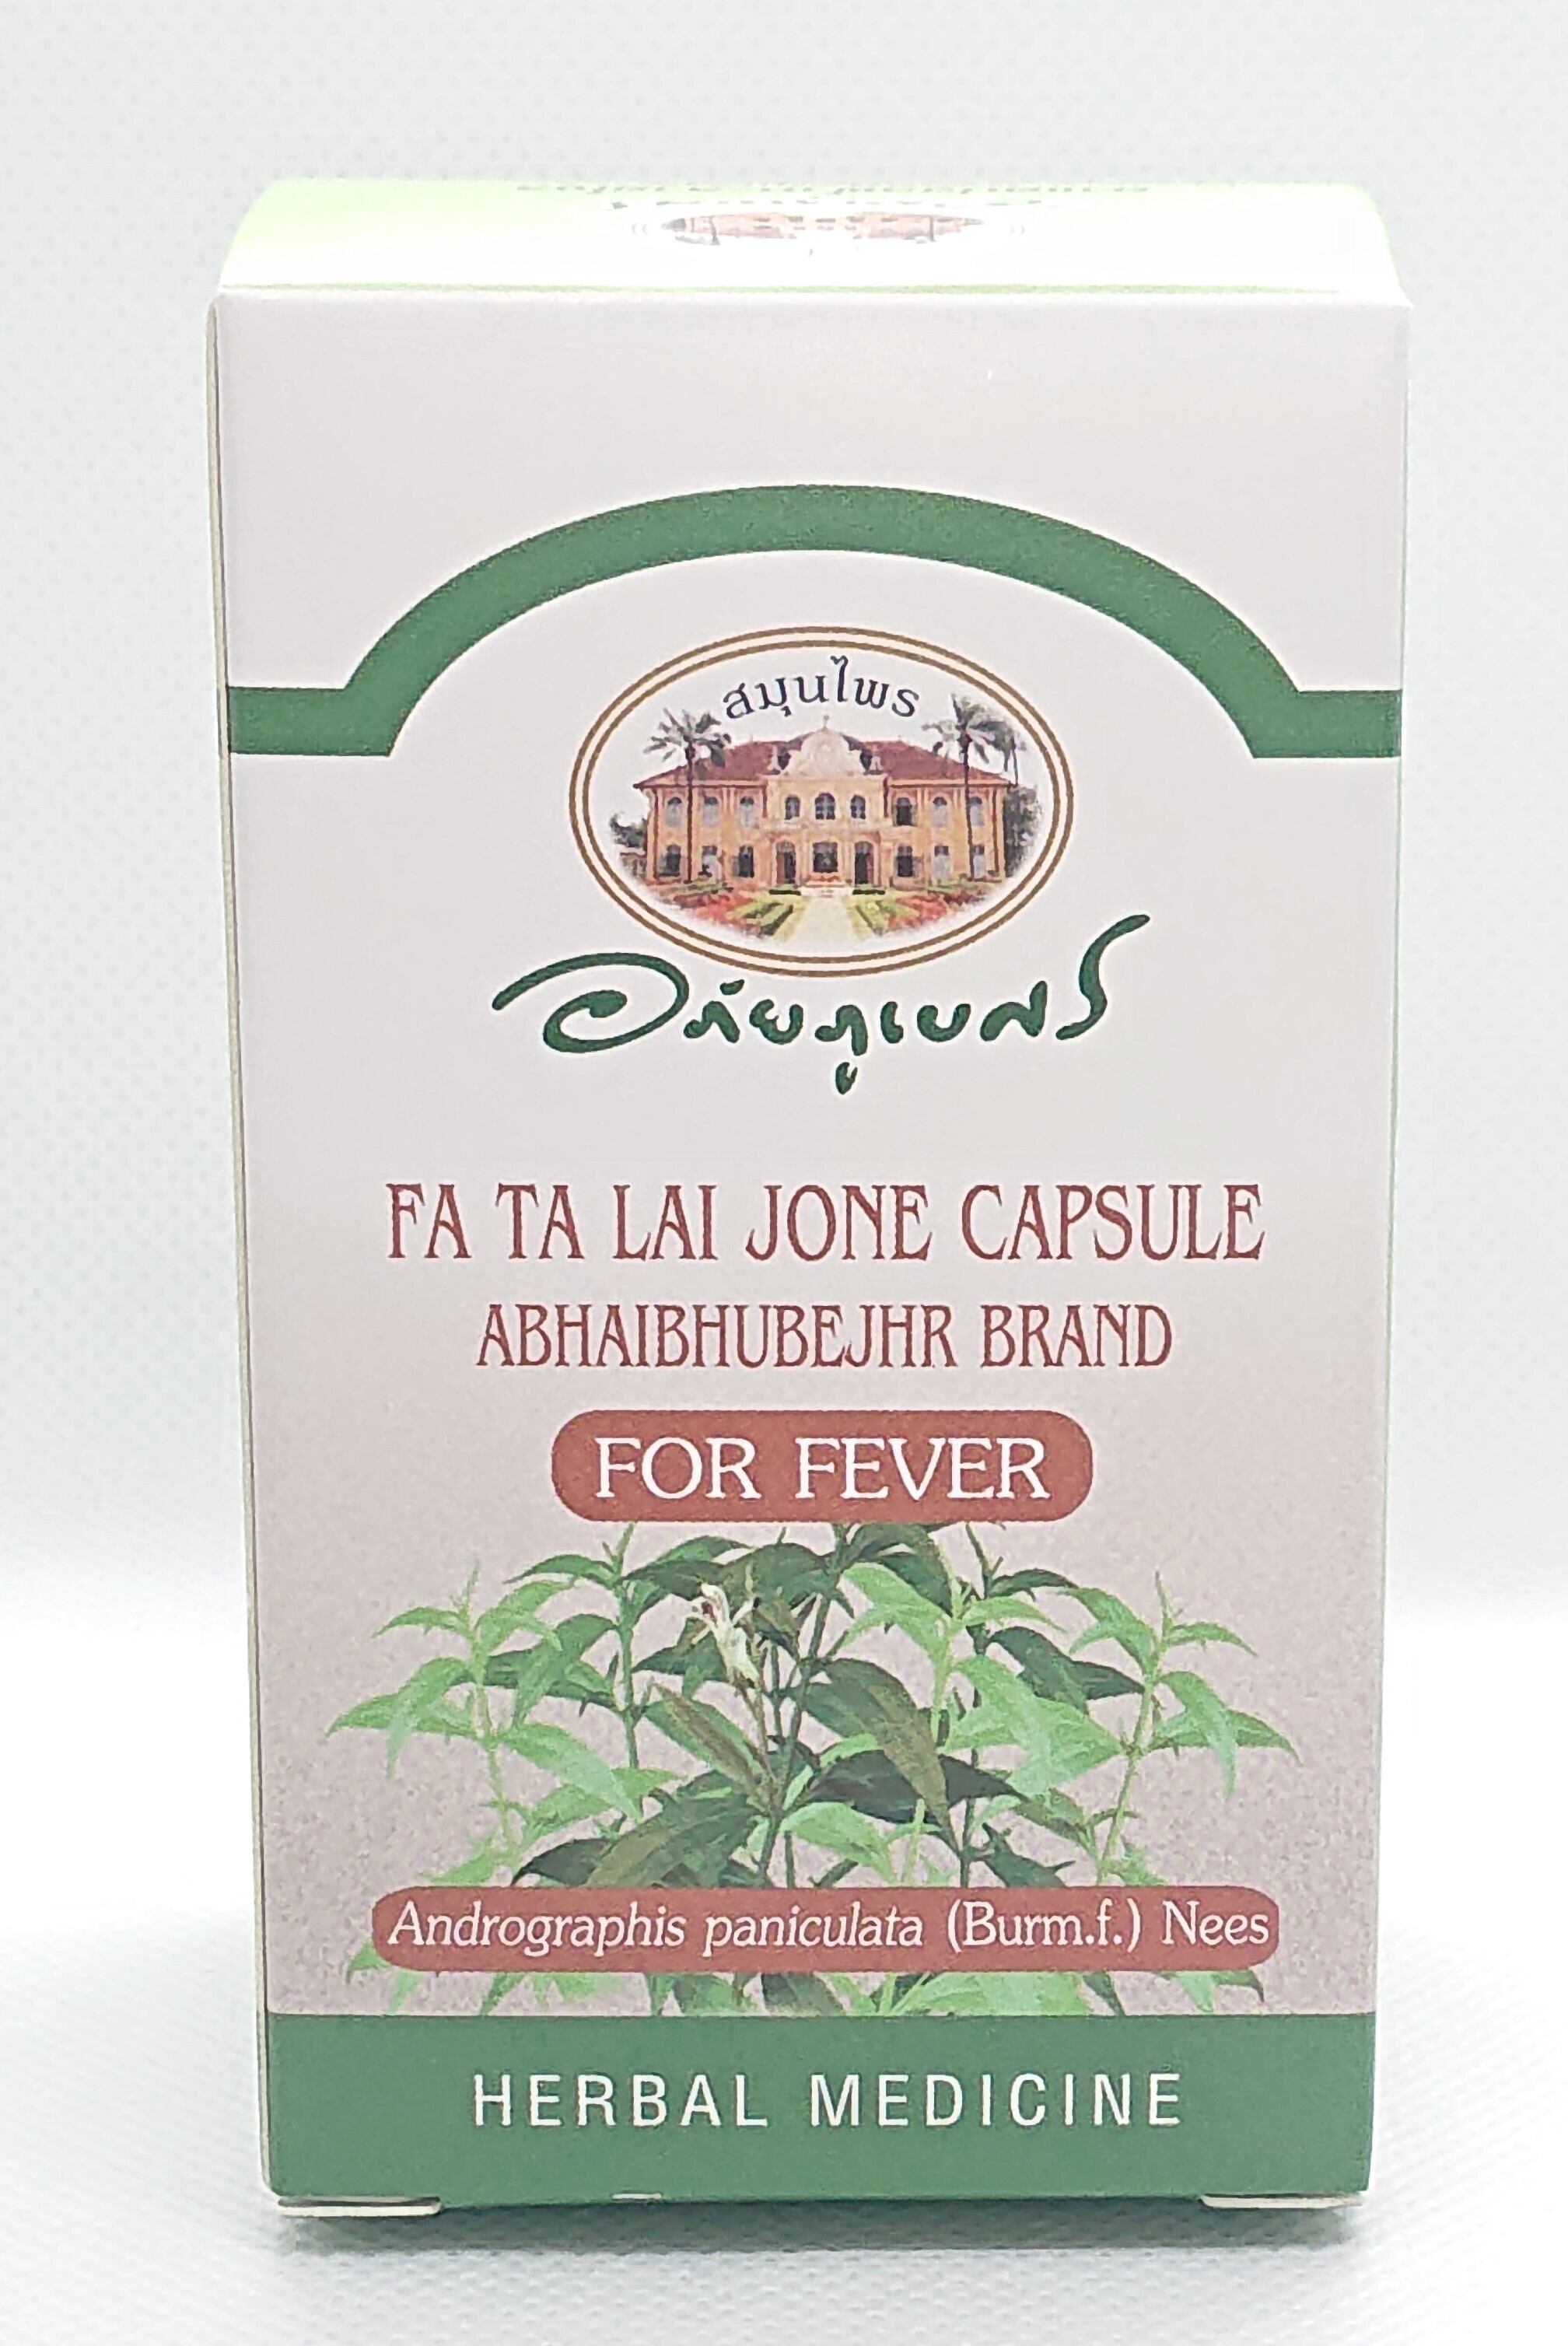 สมุนไพร
อภัยภูเบศร
FA TA LAI JONE CAPSULE
ABHAIBHUBEJHR BRAND
FOR FEVER
Andrographis paniculata (Burm.f.) Nees
HERBAL MEDICINE